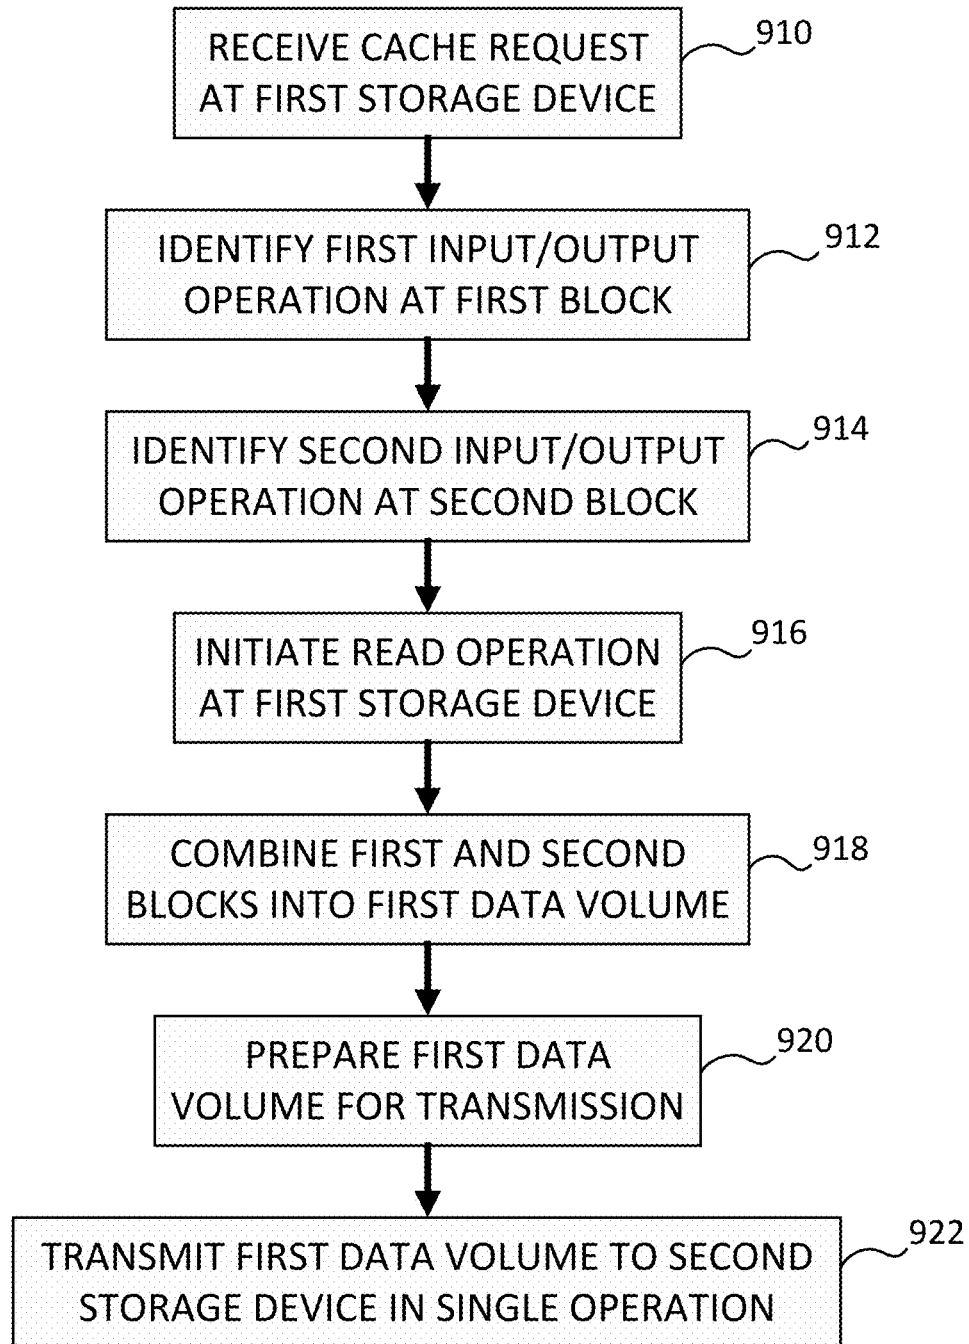 RECEIVE CACHE REQUEST
AT FIRST STORAGE DEVICE
910
IDENTIFY FIRST INPUT/OUTPUT
OPERATION AT FIRST BLOCK
912
IDENTIFY SECOND INPUT/OUTPUT
OPERATION AT SECOND BLOCK
914
INITIATE READ OPERATION
AT FIRST STORAGE DEVICE
916
COMBINE FIRST AND SECOND
BLOCKS INTO FIRST DATA VOLUME
918
PREPARE FIRST DATA
VOLUME FOR TRANSMISSION
920
TRANSMIT FIRST DATA VOLUME TO SECOND
STORAGE DEVICE IN SINGLE OPERATION
922